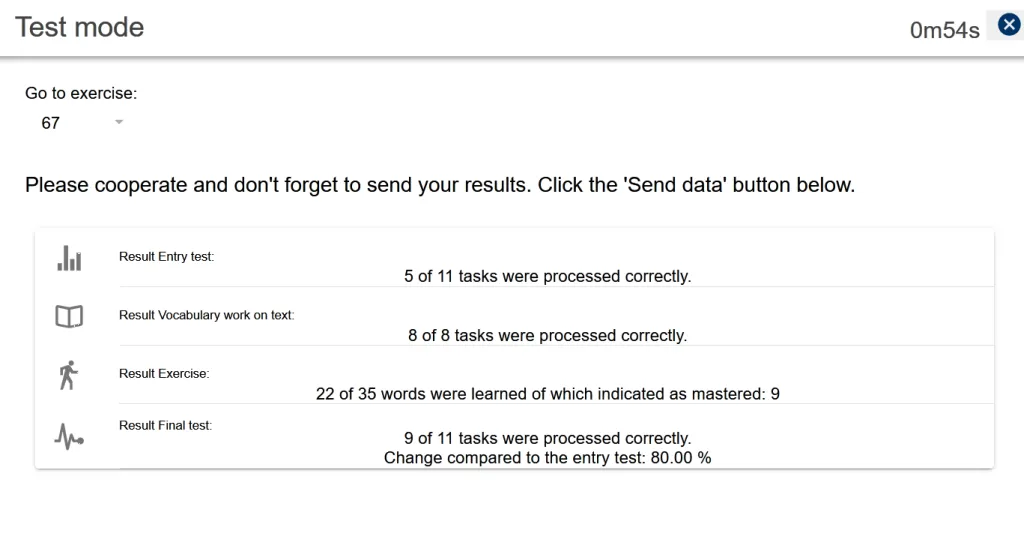 Test mode
0m54s
Go to exercise:
67
Please cooperate and don't forget to send your results. Click the 'Send data' button below.
Result Entry test:
5 of 11 tasks were processed correctly.
Result Vocabulary work on text:
8 of 8 tasks were processed correctly.
Result Exercise:
22 of 35 words were learned of which indicated as mastered: 9
Result Final test:
9 of 11 tasks were processed correctly.
Change compared to the entry test: 80.00 %